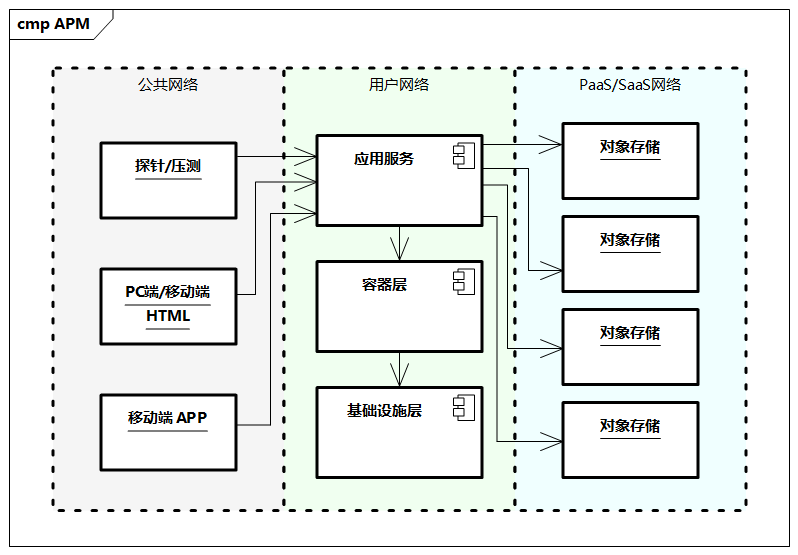 cmp APM
公共网络
用户网络
PaaS/SaaS网络
探针/压测
PC端/移动端
HTML
移动端 APP
应用服务
容器层
基础设施层
对象存储
对象存储
对象存储
对象存储